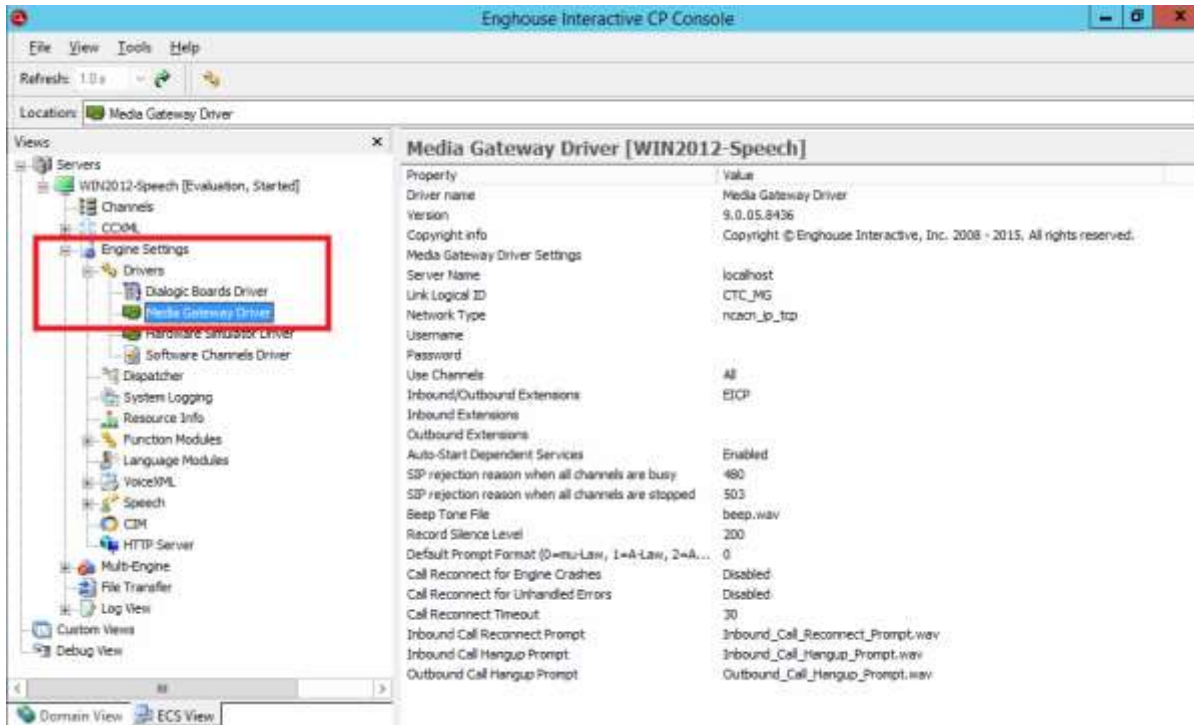 Enghouse Interactive CP Console
File View Tools Help
Refresh: 1.0 s
Location: Media Gateway Driver
Views
Servers
WIN2012-Speech [Evaluation, Started]
Channels
CCXML
Engine Settings
Drivers
Dialogic Boards Driver
Media Gateway Driver
Hardware Simulator Driver
Software Channels Driver
Dispatcher
System Logging
Resource Info
Function Modules
Language Modules
VoiceXML
Speech
CIM
HTTP Server
Multi-Engine
File Transfer
Log View
Custom Views
Debug View
Domain View ECS View
Media Gateway Driver [WIN2012-Speech]
Property Value
Driver name Media Gateway Driver
Version 9.0.05.8436
Copyright info Copyright © Enghouse Interactive, Inc. 2008 - 2015. All rights reserved.
Media Gateway Driver Settings
Server Name localhost
Link Logical ID CTC_MG
Network Type ncacn_ip_tcp
Username
Password
Use Channels All
Inbound/Outbound Extensions EICP
Inbound Extensions
Outbound Extensions
Auto-Start Dependent Services Enabled
SIP rejection reason when all channels are busy 480
SIP rejection reason when all channels are stopped 503
Beep Tone File beep.wav
Record Silence Level 200
Default Prompt Format (0=mu-Law, 1=A-Law, 2=A... 0
Call Reconnect for Engine Crashes Disabled
Call Reconnect for Unhandled Errors Disabled
Call Reconnect Timeout 30
Inbound Call Reconnect Prompt Inbound_Call_Reconnect_Prompt.wav
Inbound Call Hangup Prompt Inbound_Call_Hangup_Prompt.wav
Outbound Call Hangup Prompt Outbound_Call_Hangup_Prompt.wav